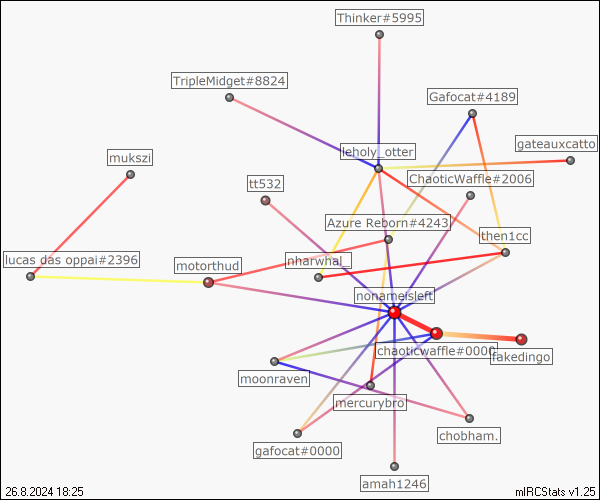 Thinker#5995
TripleMidget#8824
Gafocat#4189
gateauxcatto
leholy_otter
mukszi
ChaoticWaffle#2006
tt532
Azure Reborn#4243
then1cc
lucas das oppai#2396
motorthud
nhanwhal_
nonameisleft
chaoticwaffle#0000
fakedingo
moonraven
mercurybro
chobham.
gafocat#0000
amah1246
26.8.2024 18:25
mIRCStats v1.25